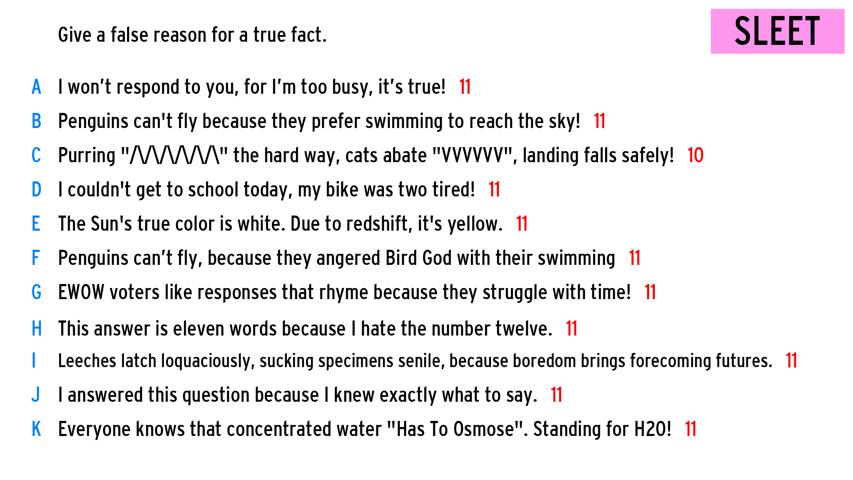 Give a false reason for a true fact.
SLEET
A I won't respond to you, for I'm too busy, it's true! 11
B Penguins can't fly because they prefer swimming to reach the sky! 11
C Purring "/\/\/\/\/\/\/\" the hard way, cats abate "VVVVVV", landing falls safely! 10
D I couldn't get to school today, my bike was two tired! 11
E The Sun's true color is white. Due to redshift, it's yellow. 11
F Penguins can't fly, because they angered Bird God with their swimming 11
G EWOW voters like responses that rhyme because they struggle with time! 11
H This answer is eleven words because I hate the number twelve. 11
I Leeches latch loquaciously, sucking specimens senile, because boredom brings forecoming futures. 11
J I answered this question because I knew exactly what to say. 11
K Everyone knows that concentrated water "Has To Osmose". Standing for H2O! 11